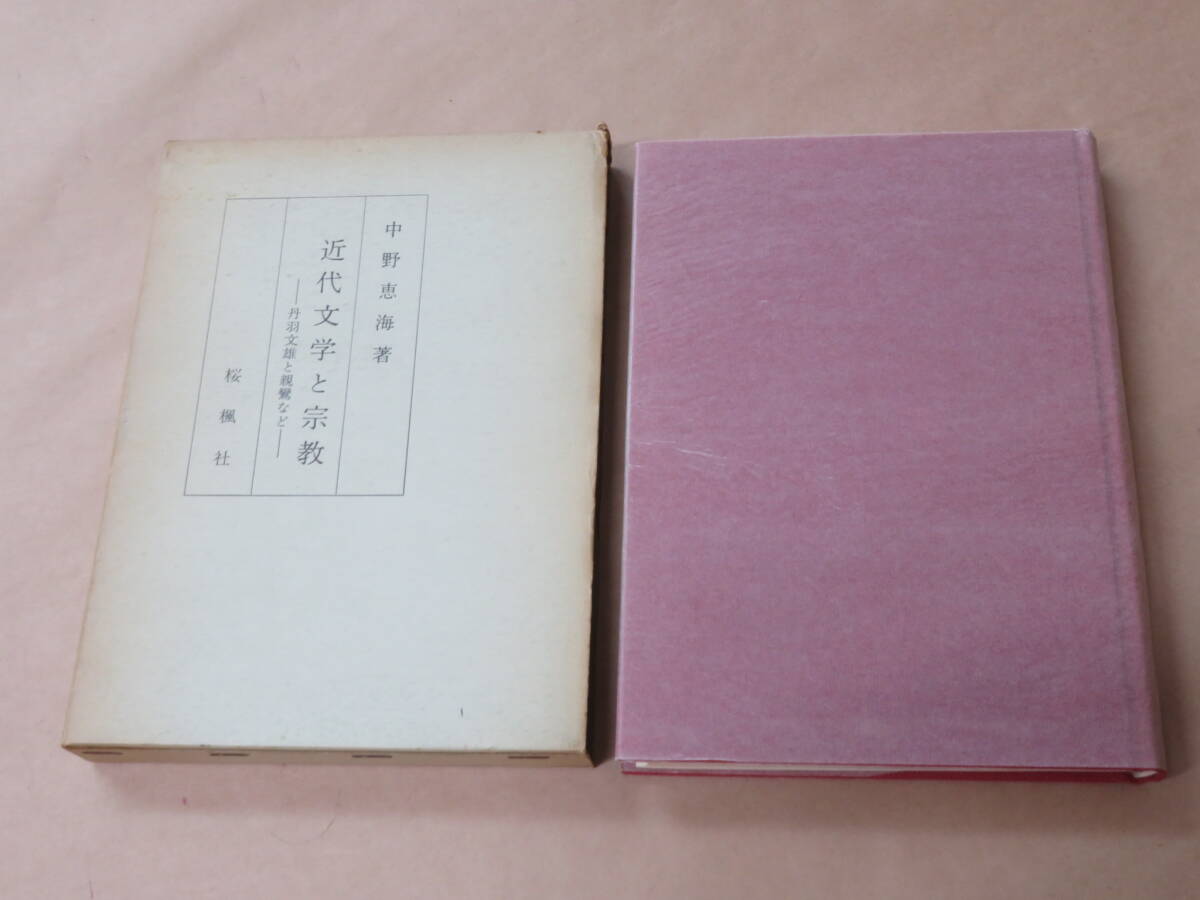 中野恵海著
近代文学と宗教
――丹羽文雄と親鸞など――
桜楓社